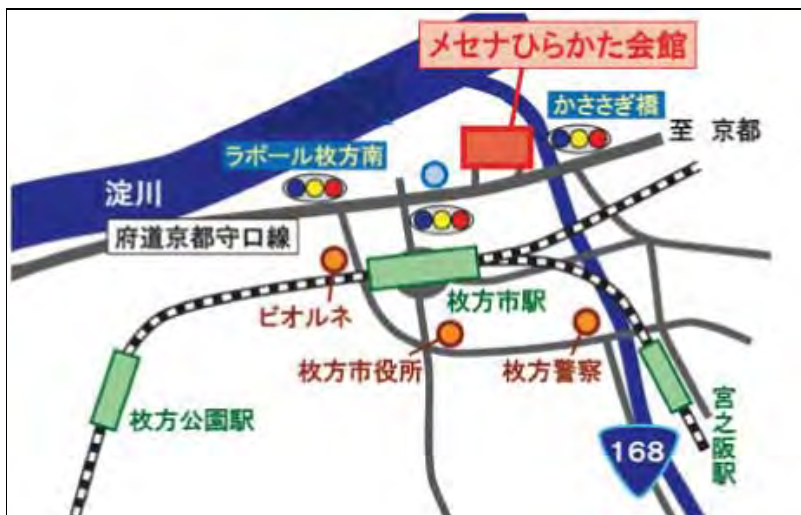 メセナひらかた会館
かささぎ橋
至 京都
ラポール枚方南
淀川
府道京都守口線
枚方市駅
ビオルネ
枚方市役所
枚方警察
枚方公園駅
宮之阪駅
168